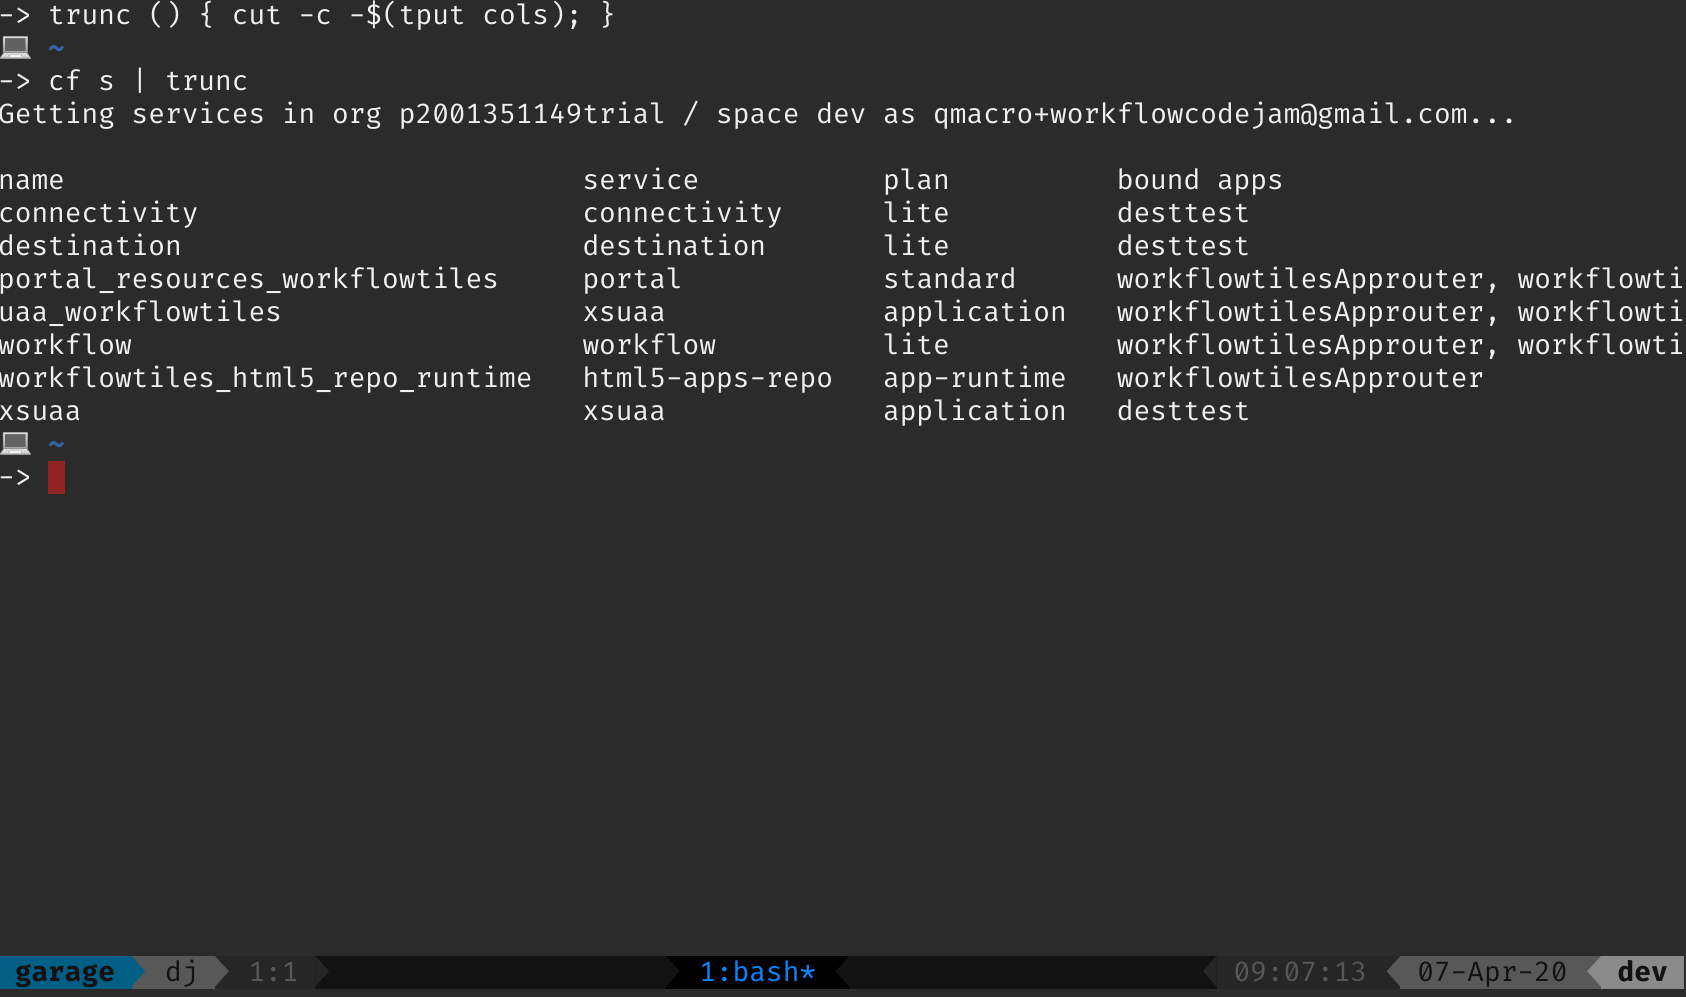 -> trunc () { cut -c -$(tput cols); }
💻 ~
-> cf s | trunc
Getting services in org p2001351149trial / space dev as qmacro+workflowcodejam@gmail.com...
name                               service           plan          bound apps
connectivity                       connectivity      lite          desttest
destination                        destination       lite          desttest
portal_resources_workflowtiles     portal            standard      workflowtilesApprouter, workflowti
uaa_workflowtiles                  xsuaa             application   workflowtilesApprouter, workflowti
workflow                           workflow          lite          workflowtilesApprouter, workflowti
workflowtiles_html5_repo_runtime   html5-apps-repo   app-runtime   workflowtilesApprouter
xsuaa                              xsuaa             application   desttest
💻 ~
->
garage dj 1:1 1:bash* 09:07:13 07-Apr-20 dev